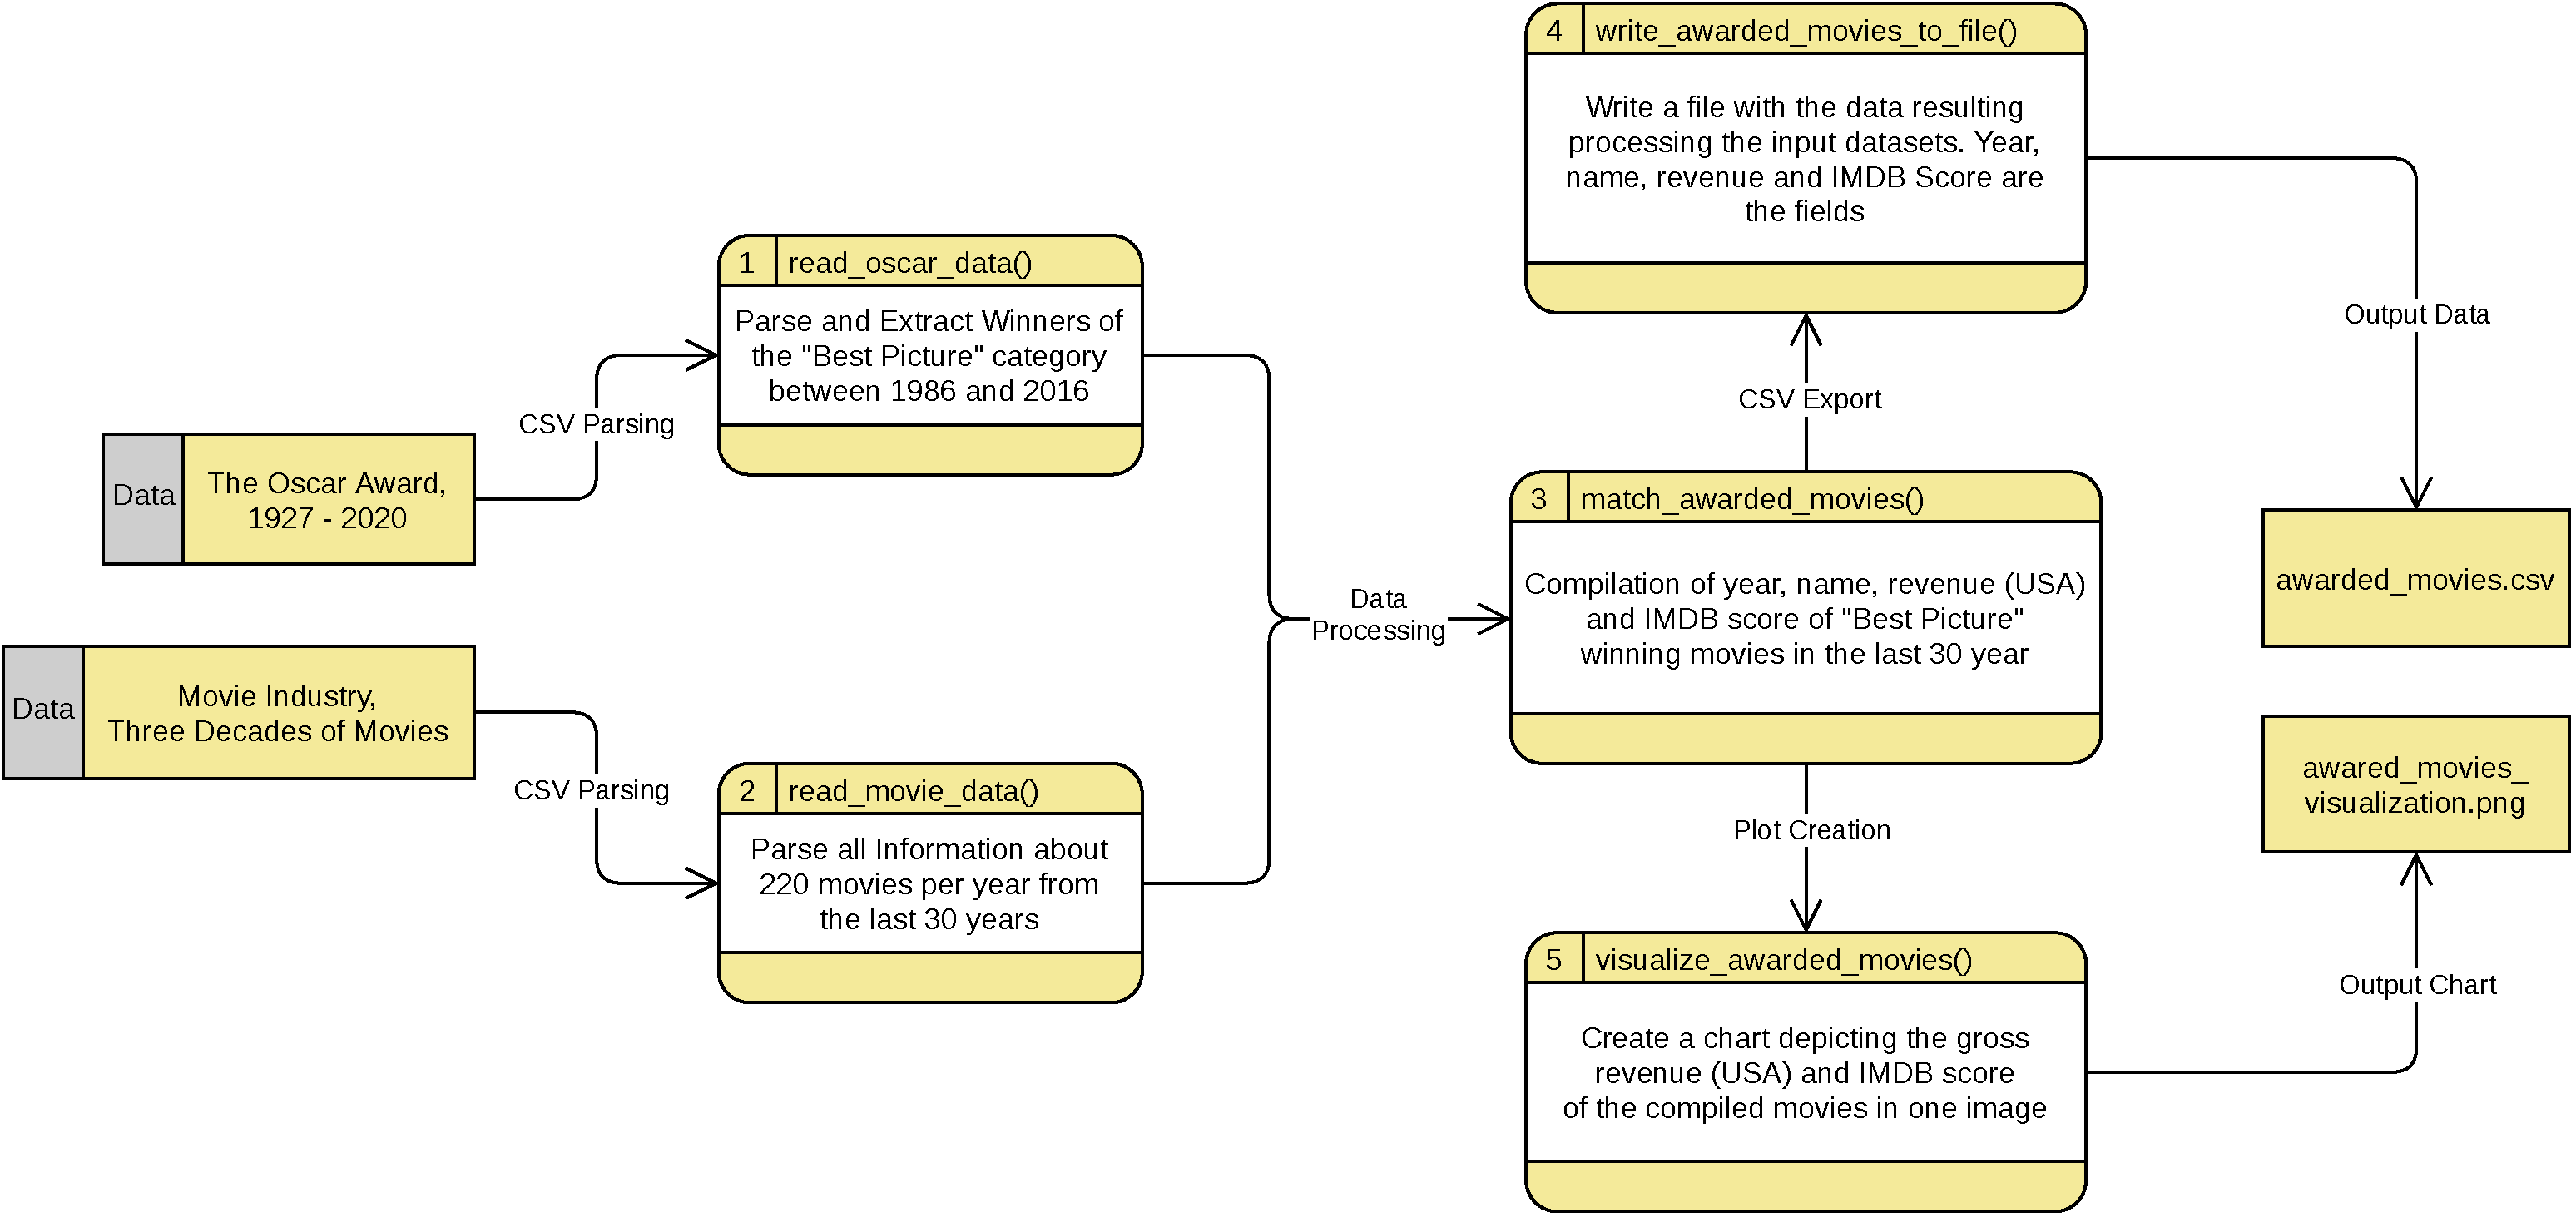 Data
The Oscar Award,
1927 - 2020
Data
Movie Industry,
Three Decades of Movies
CSV Parsing
CSV Parsing
1 read_oscar_data()
Parse and Extract Winners of
the "Best Picture" category
between 1986 and 2016
2 read_movie_data()
Parse all Information about
220 movies per year from
the last 30 years
Data
Processing
3 match_awarded_movies()
Compilation of year, name, revenue (USA)
and IMDB score of "Best Picture"
winning movies in the last 30 year
CSV Export
4 write_awarded_movies_to_file()
Write a file with the data resulting
processing the input datasets. Year,
name, revenue and IMDB Score are
the fields
Plot Creation
5 visualize_awarded_movies()
Create a chart depicting the gross
revenue (USA) and IMDB score
of the compiled movies in one image
Output Data
awarded_movies.csv
awared_movies_
visualization.png
Output Chart